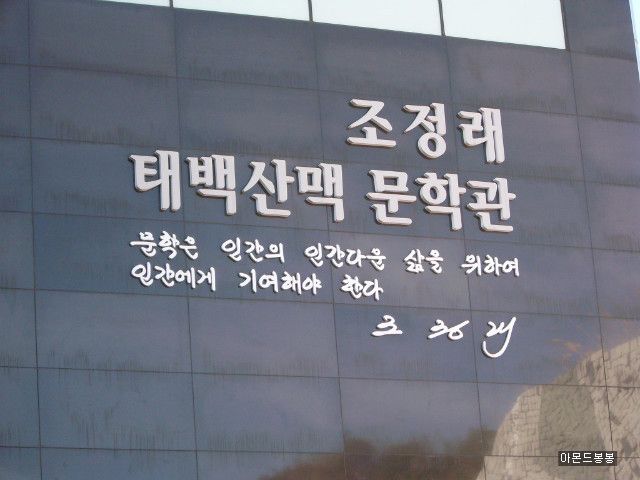 조정래
태백산맥 문학관
문학은 인간의 인간다운 삶을 위하여
인간에게 기여해야 한다
조정래
아몬드봉봉